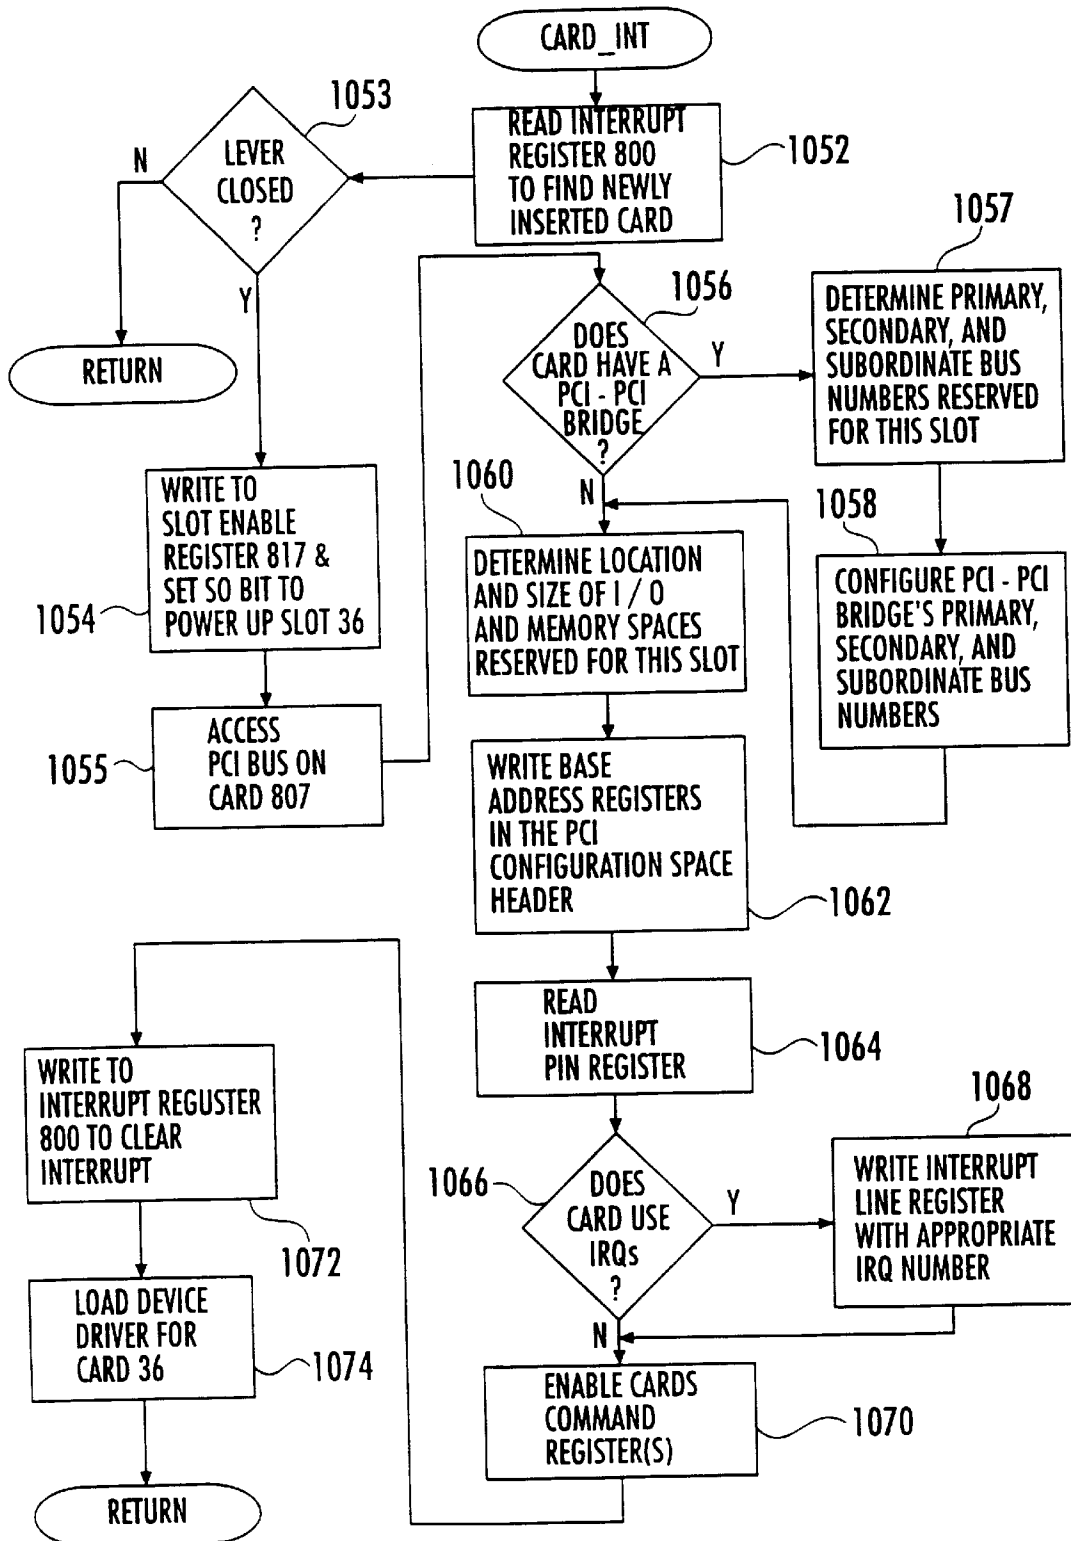 CARD_INT
READ INTERRUPT
REGISTER 800
TO FIND NEWLY
INSERTED CARD
1052
1053
LEVER
CLOSED
?
N
Y
RETURN
WRITE TO
SLOT ENABLE
REGISTER 817 &
SET SO BIT TO
POWER UP SLOT 36
1054
ACCESS
PCI BUS ON
CARD 807
1055
1056
DOES
CARD HAVE A
PCI - PCI
BRIDGE
?
Y
N
1057
DETERMINE PRIMARY,
SECONDARY, AND
SUBORDINATE BUS
NUMBERS RESERVED
FOR THIS SLOT
1058
CONFIGURE PCI - PCI
BRIDGE'S PRIMARY,
SECONDARY, AND
SUBORDINATE BUS
NUMBERS
1060
DETERMINE LOCATION
AND SIZE OF I / O
AND MEMORY SPACES
RESERVED FOR THIS SLOT
WRITE BASE
ADDRESS REGISTERS
IN THE PCI
CONFIGURATION SPACE
HEADER
1062
READ
INTERRUPT
PIN REGISTER
1064
1066
DOES
CARD USE
IRQs
?
Y
N
1068
WRITE INTERRUPT
LINE REGISTER
WITH APPROPRIATE
IRQ NUMBER
ENABLE CARDS
COMMAND
REGISTER(S)
1070
WRITE TO
INTERRUPT REGUSTER
800 TO CLEAR
INTERRUPT
1072
LOAD DEVICE
DRIVER FOR
CARD 36
1074
RETURN